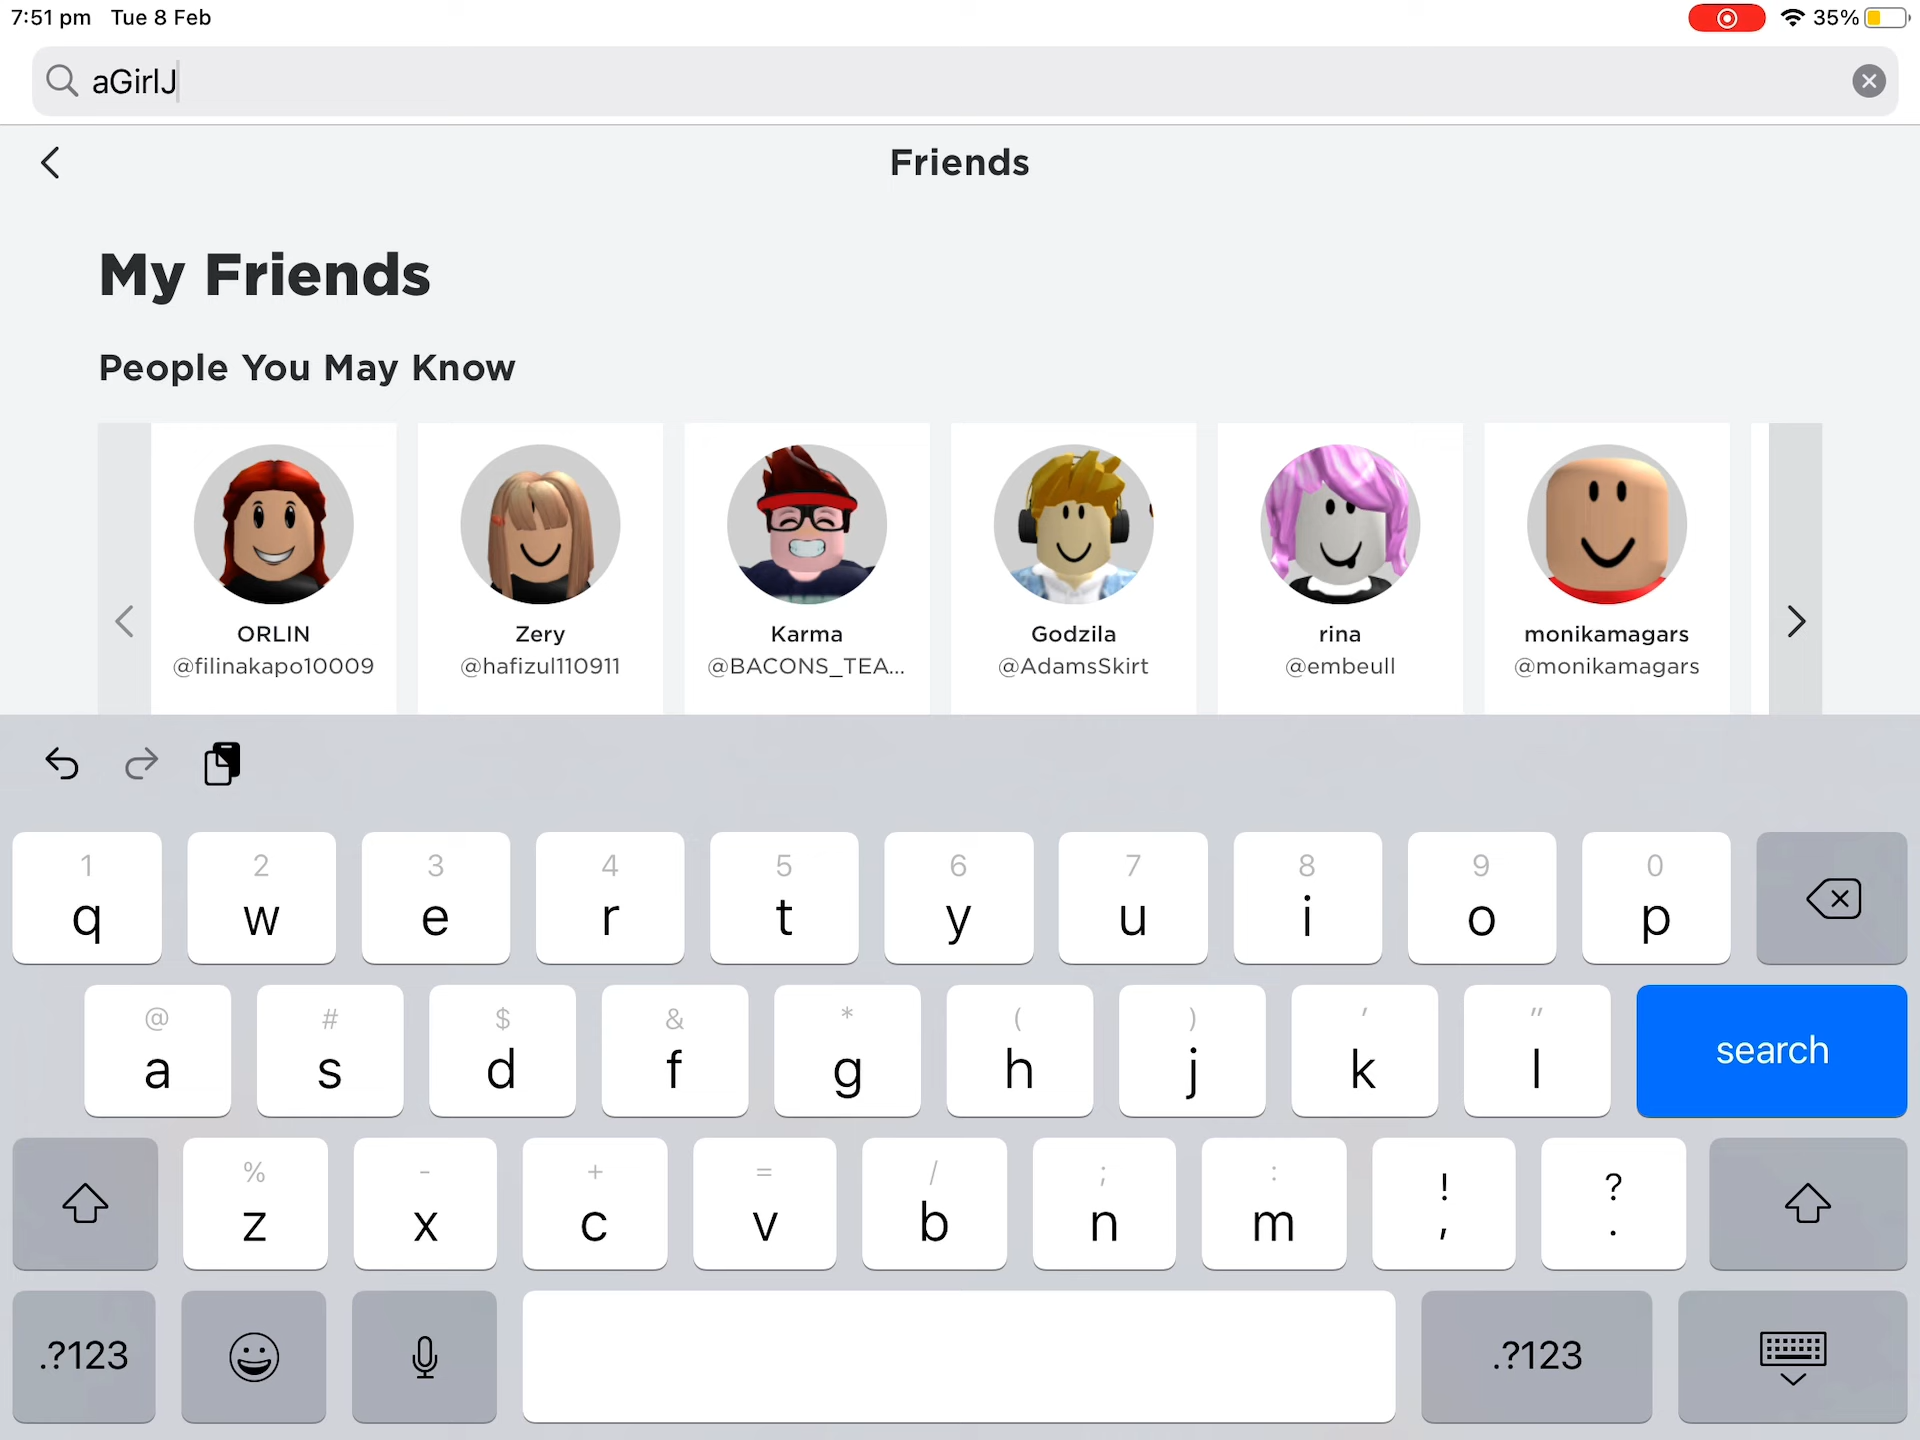 7:51 pm Tue 8 Feb 35%
aGirlJ
Friends
My Friends
People You May Know
ORLIN Zery Karma Godzila rina monikamagars
@filinakapo10009 @hafizul110911 @BACONS_TEA... @AdamsSkirt @embeull @monikamagars
1 2 3 4 5 6 7 8 9 0
q w e r t y u i o p
@ # $ & * ( ) ' "
a s d f g h j k l search
% - + = / ; : ! ?
z x c v b n m , .
.?123 .?123